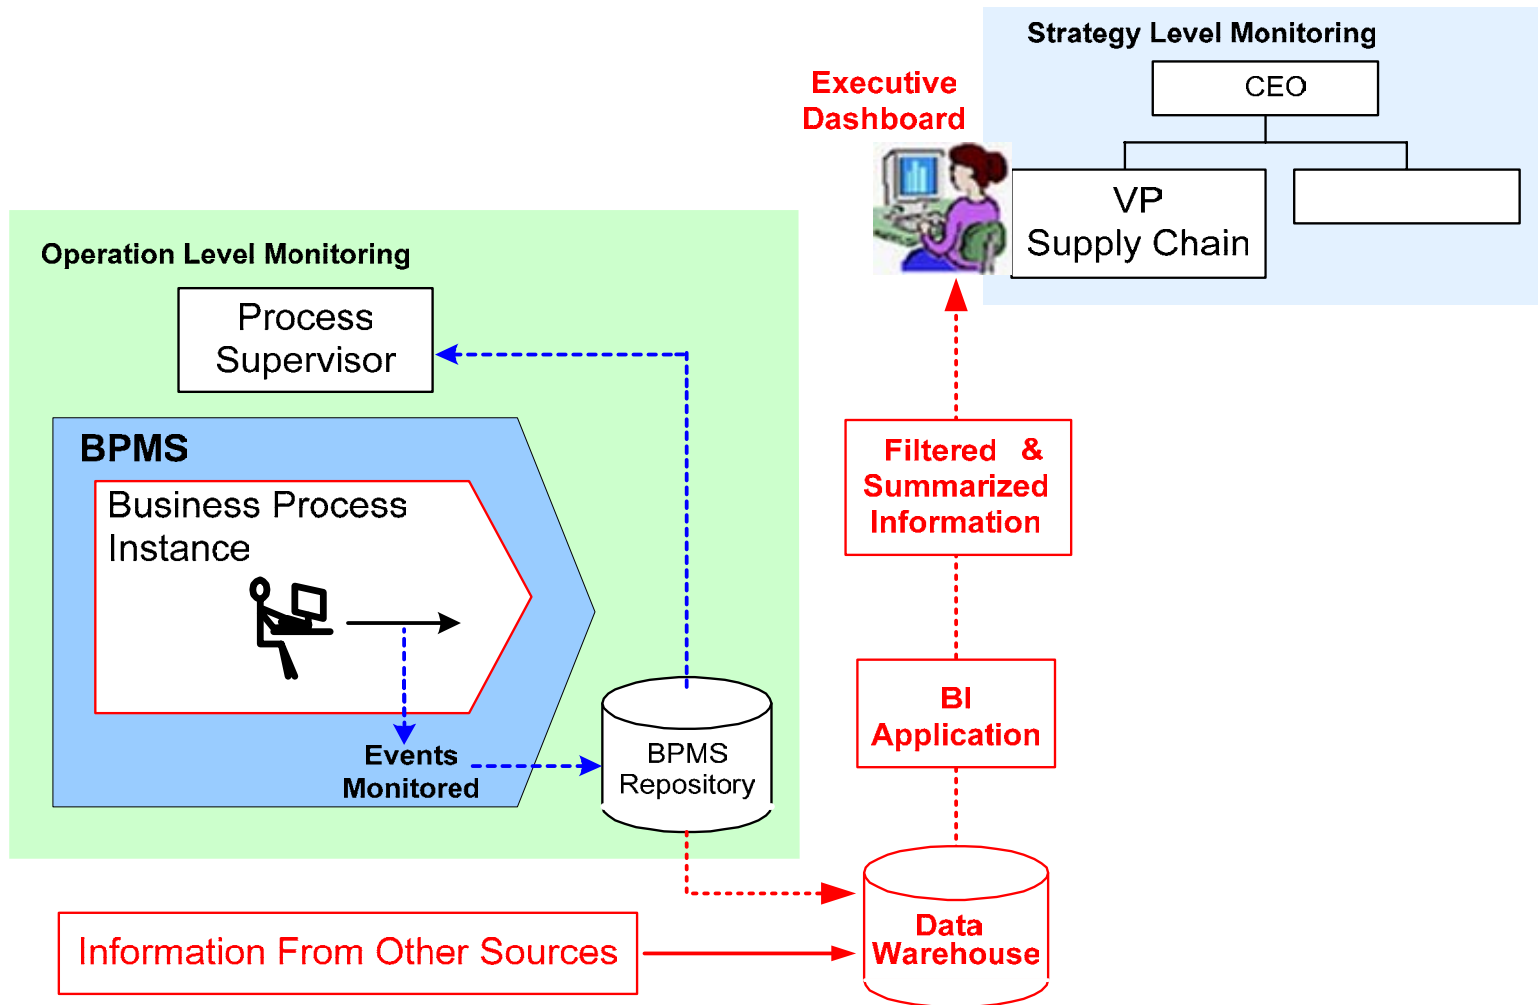 Strategy Level Monitoring
CEO
Executive
Dashboard
VP
Supply Chain
Operation Level Monitoring
Process
Supervisor
BPMS
Business Process
Instance
Events
Monitored
BPMS
Repository
Filtered & 
Summarized
Information
BI
Application
Data
Warehouse
Information From Other Sources